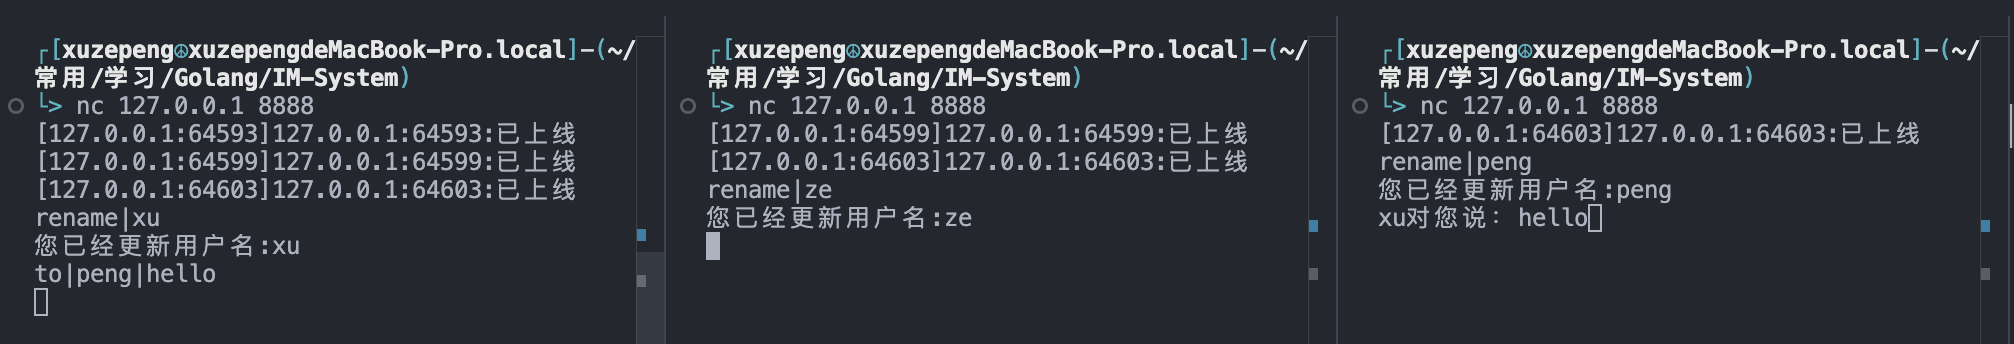 ┌[xuzepeng☮xuzepengdeMacBook-Pro.local]-(~/
常用/学习/Golang/IM-System)
└> nc 127.0.0.1 8888
[127.0.0.1:64593]127.0.0.1:64593:已上线
[127.0.0.1:64599]127.0.0.1:64599:已上线
[127.0.0.1:64603]127.0.0.1:64603:已上线
rename|xu
您已经更新用户名:xu
to|peng|hello
┌[xuzepeng☮xuzepengdeMacBook-Pro.local]-(~/
常用/学习/Golang/IM-System)
└> nc 127.0.0.1 8888
[127.0.0.1:64599]127.0.0.1:64599:已上线
[127.0.0.1:64603]127.0.0.1:64603:已上线
rename|ze
您已经更新用户名:ze
┌[xuzepeng☮xuzepengdeMacBook-Pro.local]-(~/
常用/学习/Golang/IM-System)
└> nc 127.0.0.1 8888
[127.0.0.1:64603]127.0.0.1:64603:已上线
rename|peng
您已经更新用户名:peng
xu对您说：hello